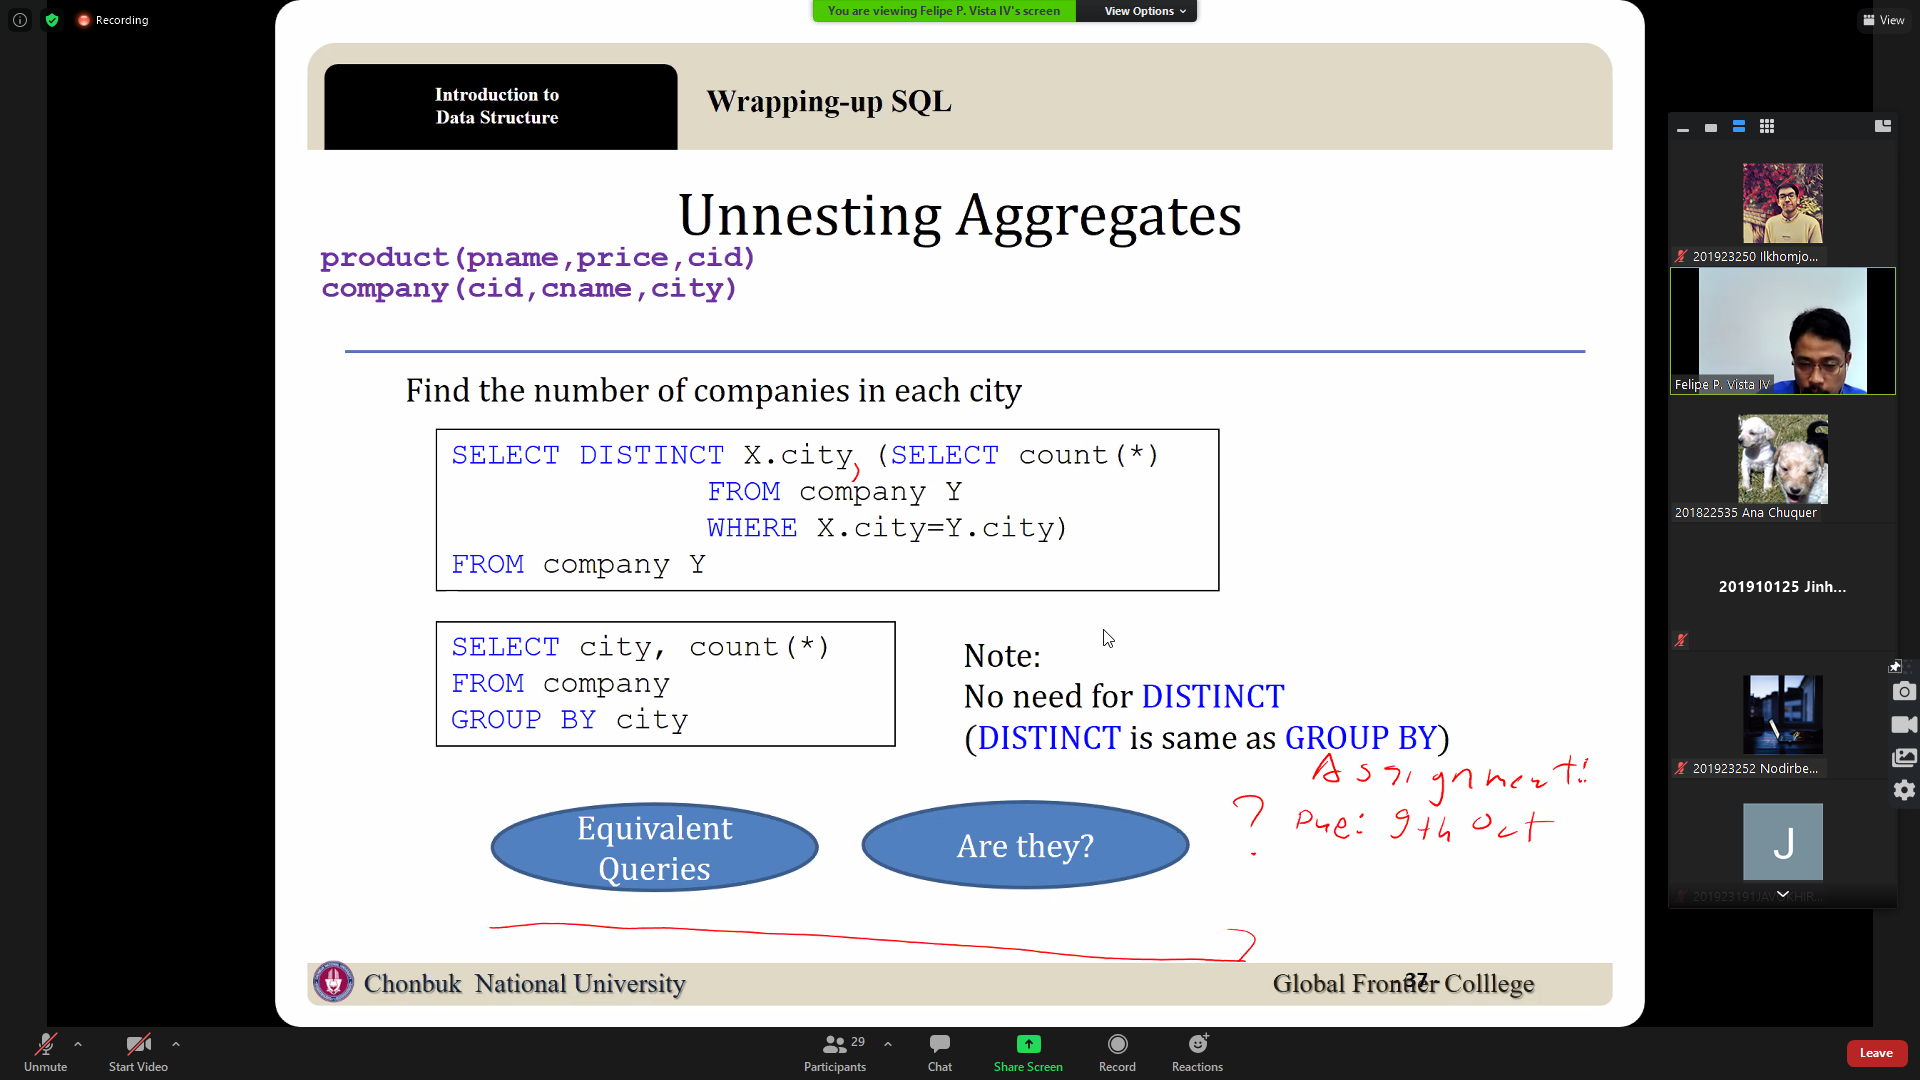 Recording
You are viewing Felipe P. Vista IV's screen
View Options
View
Introduction to
Data Structure
Wrapping-up SQL
Unnesting Aggregates
product(pname,price,cid)
company(cid,cname,city)
Find the number of companies in each city
SELECT DISTINCT X.city, (SELECT count(*)
FROM company Y
WHERE X.city=Y.city)
FROM company Y
SELECT city, count(*)
FROM company
GROUP BY city
Note:
No need for DISTINCT
(DISTINCT is same as GROUP BY)
Assignment!!
? Due: 9th Oct
Equivalent
Queries
Are they?
Chonbuk National University
Global Frontier Colllege
- 37 -
201923250 Ilkhomjo...
Felipe P. Vista IV
201822535 Ana Chuquer
201910125 Jinh...
201923252 Nodirbe...
J
Unmute
Start Video
29
Participants
Chat
Share Screen
Record
Reactions
Leave